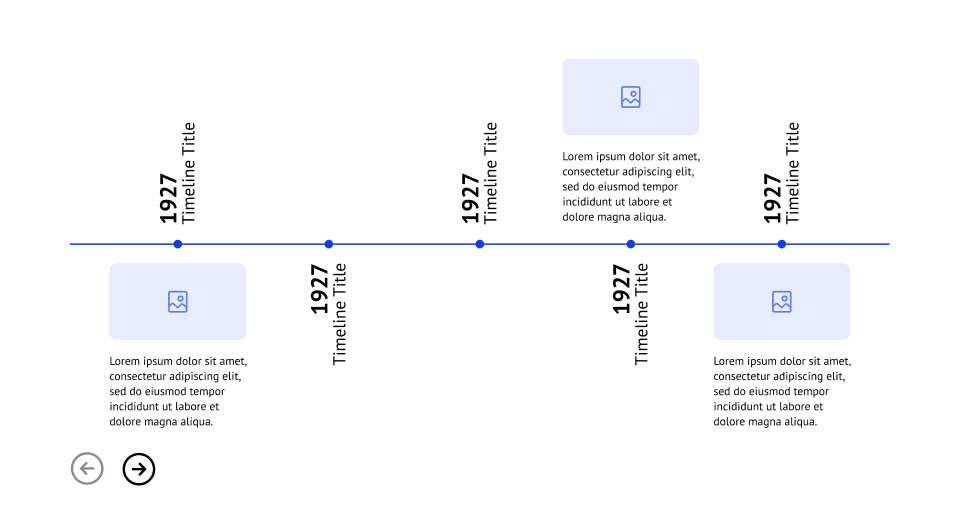 1927
Timeline Title
Lorem ipsum dolor sit amet,
consectetur adipiscing elit,
sed do eiusmod tempor
incididunt ut labore et
dolore magna aliqua.
1927
Timeline Title
1927
Timeline Title
Lorem ipsum dolor sit amet,
consectetur adipiscing elit,
sed do eiusmod tempor
incididunt ut labore et
dolore magna aliqua.
1927
Timeline Title
1927
Timeline Title
Lorem ipsum dolor sit amet,
consectetur adipiscing elit,
sed do eiusmod tempor
incididunt ut labore et
dolore magna aliqua.